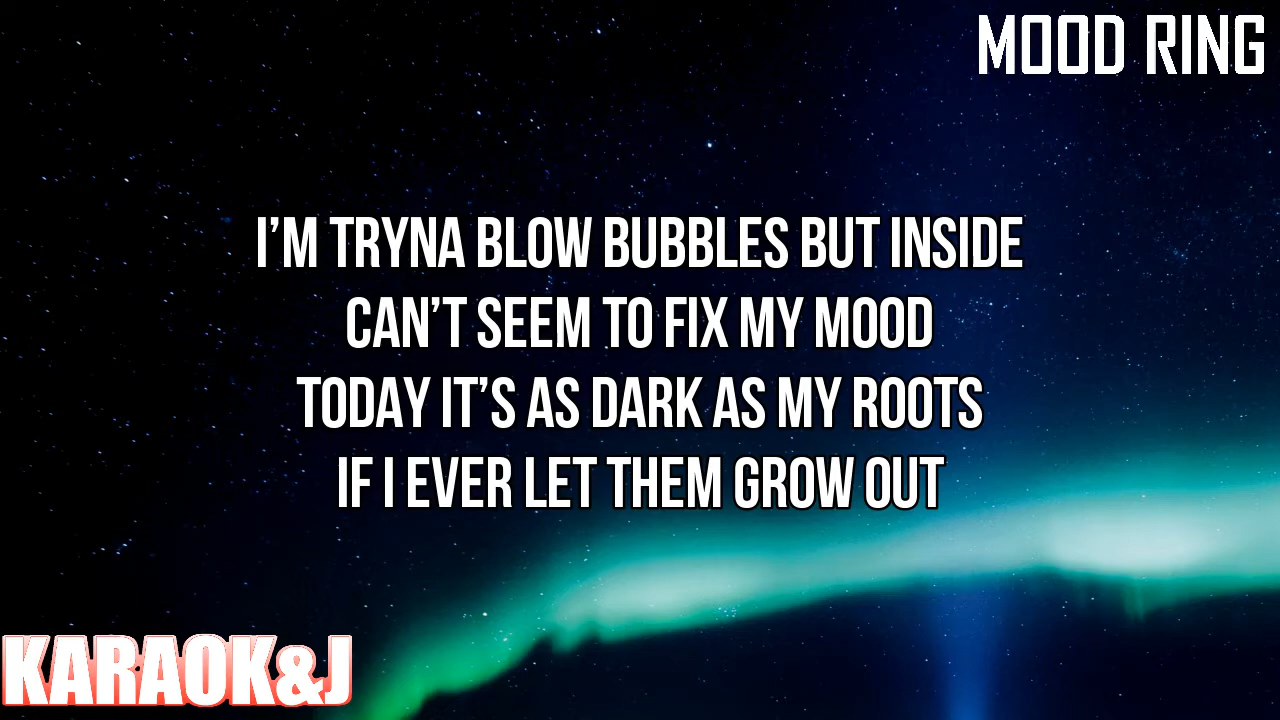 MOOD RING
I'M TRYNA BLOW BUBBLES BUT INSIDE
CAN'T SEEM TO FIX MY MOOD
TODAY IT'S AS DARK AS MY ROOTS
IF I EVER LET THEM GROW OUT
KARAOK&J